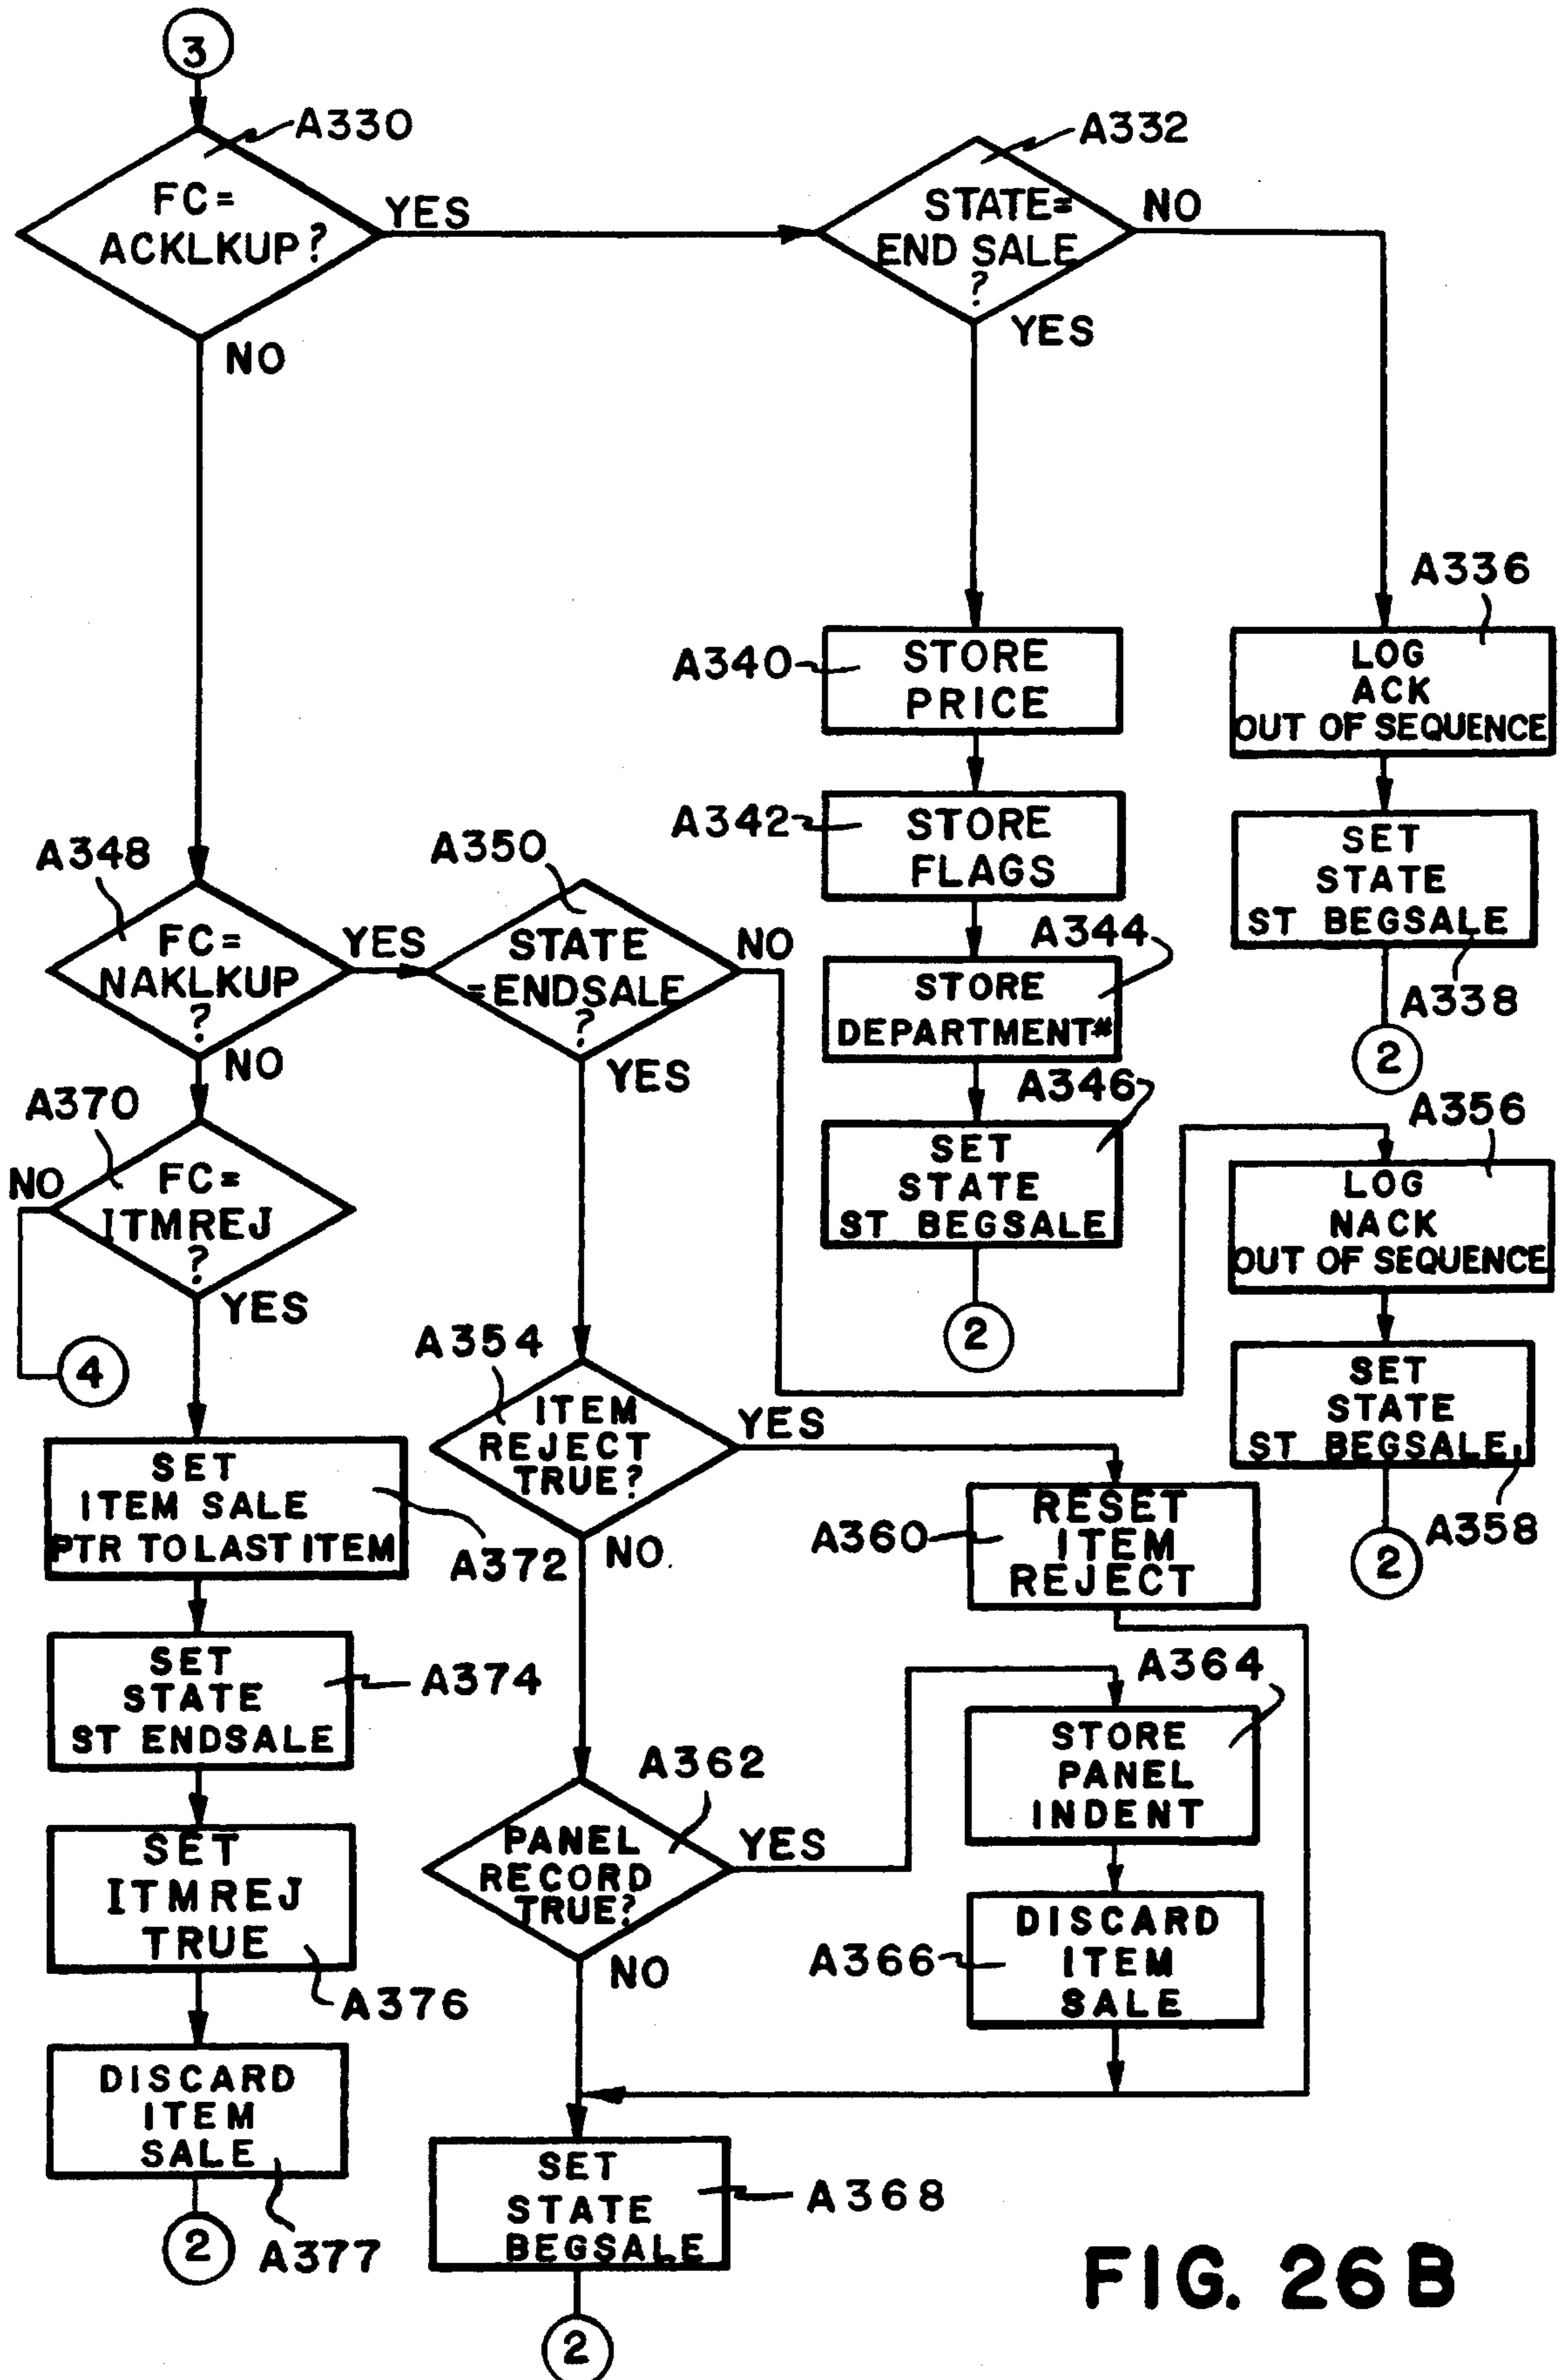 3
A330
FC=
ACKLKUP?
YES
NO
A332
STATE=
END SALE
?
NO
YES
A336
LOG
ACK
OUT OF SEQUENCE
SET
STATE
ST BEGSALE
A338
2
A340
STORE
PRICE
A342
STORE
FLAGS
A344
STORE
DEPARTMENT#
A346
SET
STATE
ST BEGSALE
2
A348
FC=
NAKLKUP
?
YES
NO
A350
STATE
=ENDSALE
?
NO
YES
A356
LOG
NACK
OUT OF SEQUENCE
SET
STATE
ST BEGSALE
A358
2
A370
FC=
ITMREJ
?
NO
YES
4
A354
ITEM
REJECT
TRUE?
YES
NO
A360
RESET
ITEM
REJECT
SET
ITEM SALE
PTR TO LAST ITEM
A372
SET
STATE
ST ENDSALE
A374
A362
PANEL
RECORD
TRUE?
YES
NO
A364
STORE
PANEL
INDENT
A366
DISCARD
ITEM
SALE
SET
ITMREJ
TRUE
A376
DISCARD
ITEM
SALE
A377
2
SET
STATE
BEGSALE
A368
2
FIG. 26B